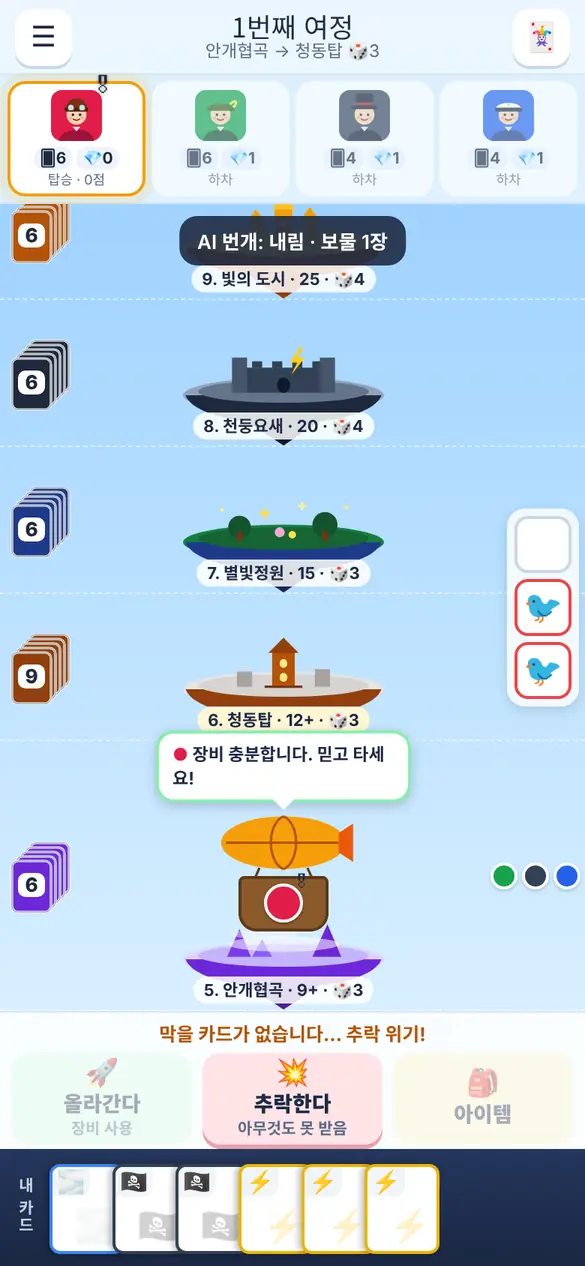 1번째 여정
안개협곡 → 청동탑 🎲3
6 💎0
탑승 · 0점
6 💎1
하차
4 💎1
하차
4 💎1
하차
6
AI 번개: 내림 · 보물 1장
9. 빛의 도시 · 25 · 🎲4
6
8. 천둥요새 · 20 · 🎲4
6
7. 별빛정원 · 15 · 🎲3
9
6. 청동탑 · 12+ · 🎲3
장비 충분합니다. 믿고 타세
요!
6
5. 안개협곡 · 9+ · 🎲3
막을 카드가 없습니다... 추락 위기!
올라간다
장비 사용
추락한다
아무것도 못 받음
아이템
내
카
드